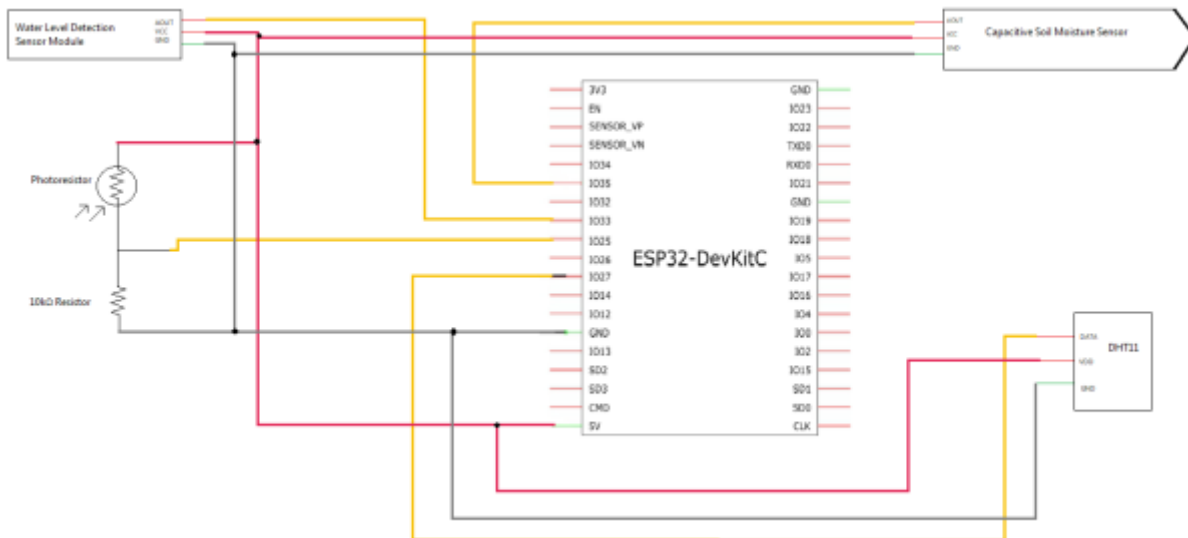 Water Level Detection
Sensor Module
AOUT
VCC
GND
AOUT
VCC
GND
Capacitive Soil Moisture Sensor
Photoresistor
10kΩ Resistor
3V3
EN
SENSOR_VP
SENSOR_VN
IO34
IO35
IO32
IO33
IO25
IO26
IO27
IO14
IO12
GND
IO13
SD2
SD3
CMD
5V
ESP32-DevKitC
GND
IO23
IO22
TXD0
RXD0
IO21
GND
IO19
IO18
IO5
IO17
IO16
IO4
IO0
IO2
IO15
SD1
SD0
CLK
DATA
VDD
GND
DHT11